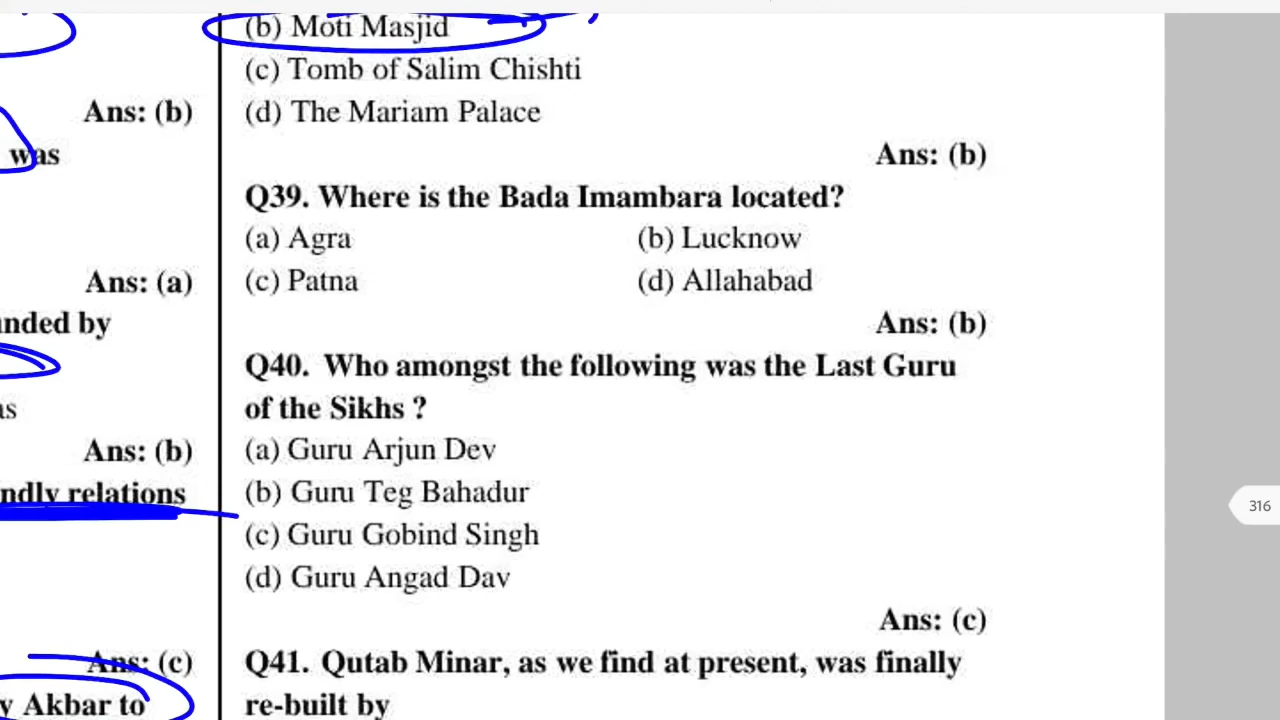 Ans: (b)
was
Ans: (a)
unded by
as
Ans: (b)
ndly relations
Ans: (c)
y Akbar to
(b) Moti Masjid
(c) Tomb of Salim Chishti
(d) The Mariam Palace
Ans: (b)
Q39. Where is the Bada Imambara located?
(a) Agra (b) Lucknow
(c) Patna (d) Allahabad
Ans: (b)
Q40. Who amongst the following was the Last Guru
of the Sikhs ?
(a) Guru Arjun Dev
(b) Guru Teg Bahadur
(c) Guru Gobind Singh
(d) Guru Angad Dav
Ans: (c)
Q41. Qutab Minar, as we find at present, was finally
re-built by
316